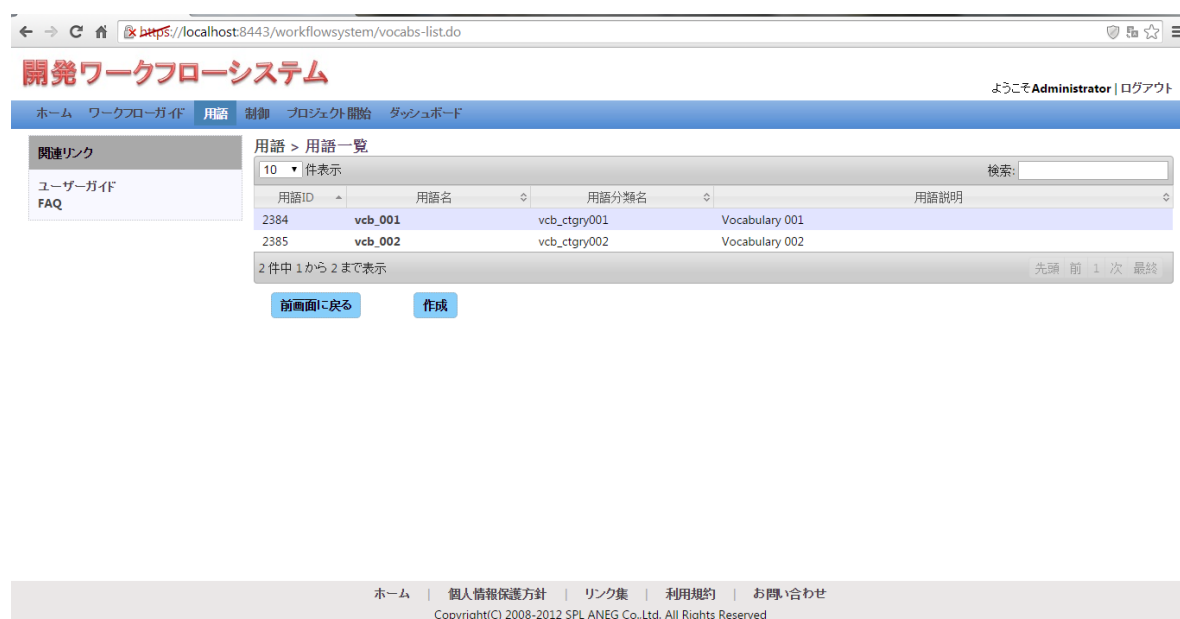 https://localhost:8443/workflowsystem/vocabs-list.do
開発ワークフローシステム
ようこそAdministrator | ログアウト
ホーム ワークフローガイド 用語 制御 プロジェクト開始 ダッシュボード
関連リンク
ユーザーガイド
FAQ
用語 > 用語一覧
10 件表示 検索:
用語ID 用語名 用語分類名 用語説明
2384 vcb_001 vcb_ctgry001 Vocabulary 001
2385 vcb_002 vcb_ctgry002 Vocabulary 002
2 件中 1 から 2 まで表示 先頭 前 1 次 最終
前画面に戻る 作成
ホーム | 個人情報保護方針 | リンク集 | 利用規約 | お問い合わせ
Copyright(C) 2008-2012 SPL ANEG Co.,Ltd. All Rights Reserved